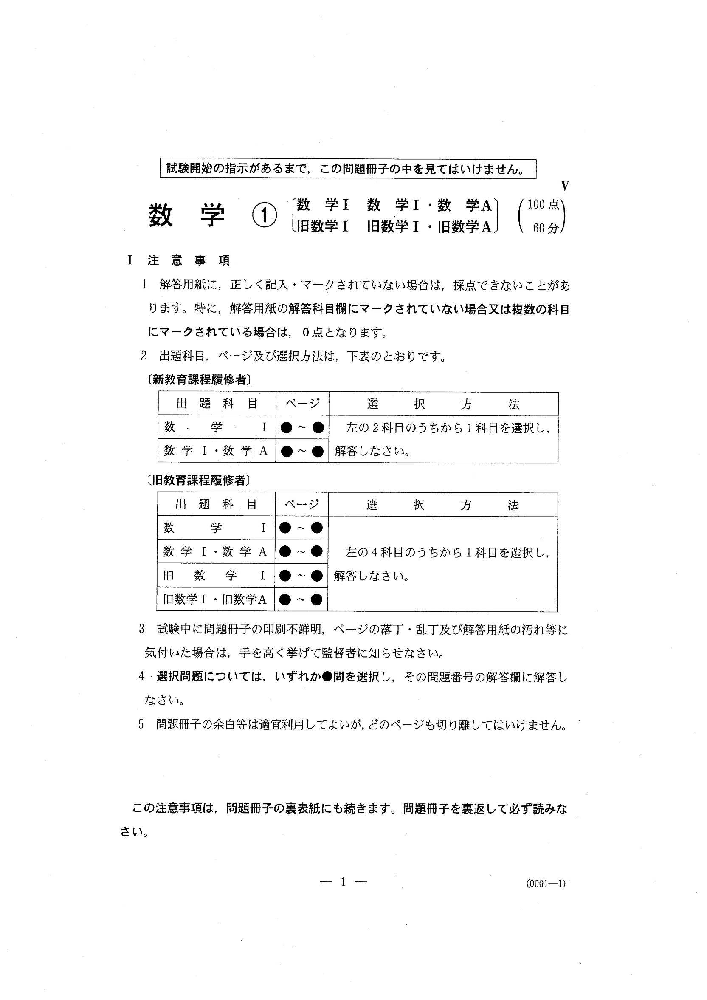 試験開始の指示があるまで，この問題冊子の中を見てはいけません。
V
数 学 ① 〔数 学Ⅰ 数 学Ⅰ・数 学A 旧数学Ⅰ 旧数学Ⅰ・旧数学A〕 (100点 60分)
Ⅰ 注 意 事 項
1 解答用紙に，正しく記入・マークされていない場合は，採点できないことがあ
ります。特に，解答用紙の解答科目欄にマークされていない場合又は複数の科目
にマークされている場合は，0点となります。
2 出題科目，ページ及び選択方法は，下表のとおりです。
〔新教育課程履修者〕
出 題 科 目 ページ 選 択 方 法
数 学 Ⅰ ●～● 左の2科目のうちから1科目を選択し，
数 学 Ⅰ・数 学 A ●～● 解答しなさい。
〔旧教育課程履修者〕
出 題 科 目 ページ 選 択 方 法
数 学 Ⅰ ●～●
数 学 Ⅰ・数 学 A ●～● 左の4科目のうちから1科目を選択し，
旧 数 学 Ⅰ ●～● 解答しなさい。
旧数学Ⅰ・旧数学A ●～●
3 試験中に問題冊子の印刷不鮮明，ページの落丁・乱丁及び解答用紙の汚れ等に
気付いた場合は，手を高く挙げて監督者に知らせなさい。
4 選択問題については，いずれか●問を選択し，その問題番号の解答欄に解答し
なさい。
5 問題冊子の余白等は適宜利用してよいが，どのページも切り離してはいけません。
この注意事項は，問題冊子の裏表紙にも続きます。問題冊子を裏返して必ず読みな
さい。
― 1 ―
(0001―1)